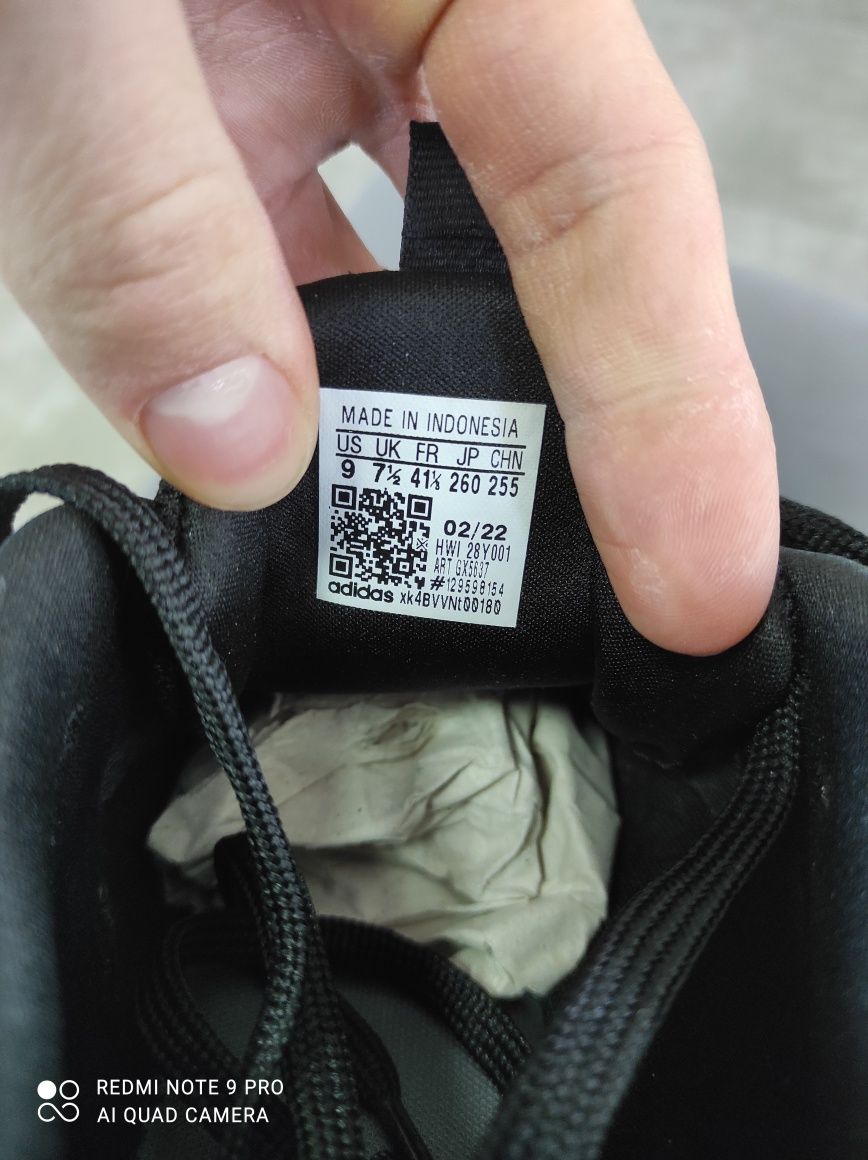 MADE IN INDONESIA
US UK FR JP CHN
9 7½ 41⅓ 260 255
02/22
HWI 28Y001
ART GX5637
#129598154
adidas xk4BVVNt00180
REDMI NOTE 9 PRO
AI QUAD CAMERA